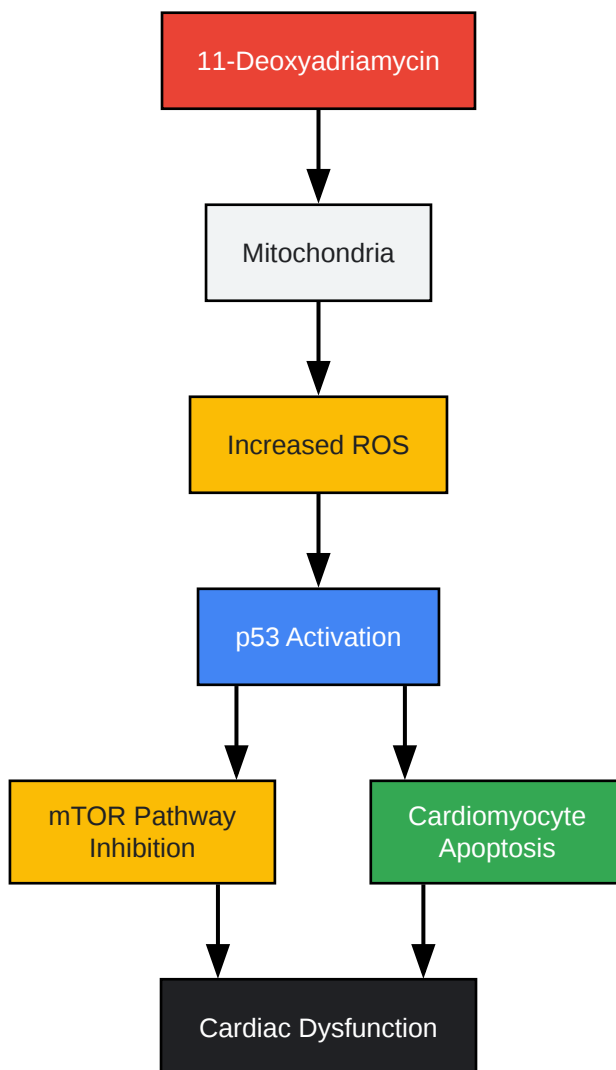 11-Deoxyadriamycin
Mitochondria
Increased ROS
p53 Activation
mTOR Pathway
Inhibition
Cardiomyocyte
Apoptosis
Cardiac Dysfunction